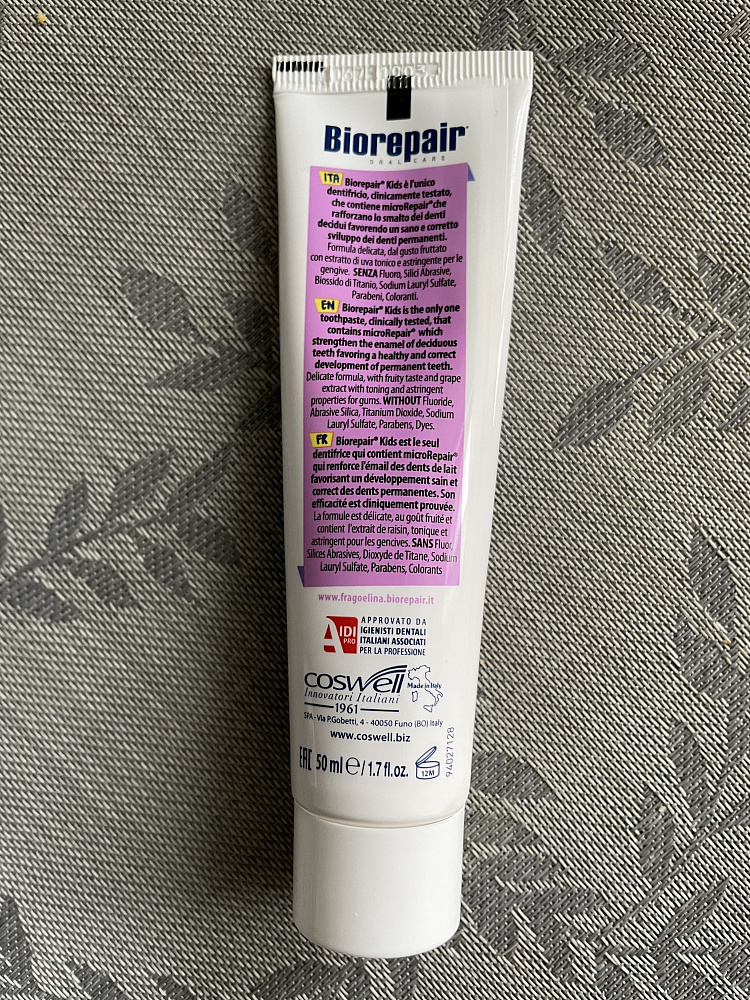 Biorepair®
ORAL CARE
ITA Biorepair® Kids è l'unico
dentifricio, clinicamente testato,
che contiene microRepair® che
rafforzano lo smalto dei denti
decidui favorendo un sano e corretto
sviluppo dei denti permanenti.
Formula delicata, dal gusto fruttato
con estratto di uva tonico e astringente per le
gengive. SENZA Fluoro, Silici Abrasive,
Biossido di Titanio, Sodium Lauryl Sulfate,
Parabeni, Coloranti.
EN Biorepair® Kids is the only one
toothpaste, clinically tested, that
contains microRepair® which
strengthen the enamel of deciduous
teeth favoring a healthy and correct
development of permanent teeth.
Delicate formula, with fruity taste and grape
extract with toning and astringent
properties for gums. WITHOUT Fluoride,
Abrasive Silica, Titanium Dioxide, Sodium
Lauryl Sulfate, Parabens, Dyes.
FR Biorepair® Kids est le seul
dentifrice qui contient microRepair®
qui renforce l'émail des dents de lait
favorisant un développement sain et
correct des dents permanentes. Son
efficacité est cliniquement prouvée.
La formule est délicate, au goût fruité et
contient l'extrait de raisin, tonique et
astringent pour les gencives. SANS Fluor,
Silices Abrasives, Dioxyde de Titane, Sodium
Lauryl Sulfate, Parabens, Colorants
www.fragoelina.biorepair.it
AIDI PRO
APPROVATO DA
IGIENISTI DENTALI
ITALIANI ASSOCIATI
PER LA PROFESSIONE
coswell
Made in Italy
Innovatori Italiani
1961
SPA - Via P.Gobetti, 4 - 40050 Funo (BO) Italy
www.coswell.biz
EAC 50 ml ℮/1.7 fl.oz.
12M
94027128